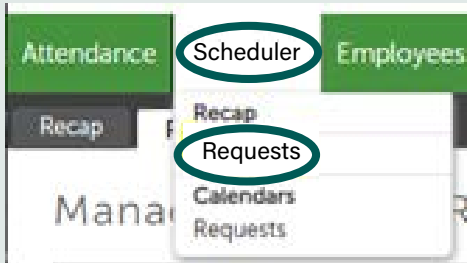 Attendance Scheduler Employees
Recap
Recap
Requests
Mana
Calendars
Requests